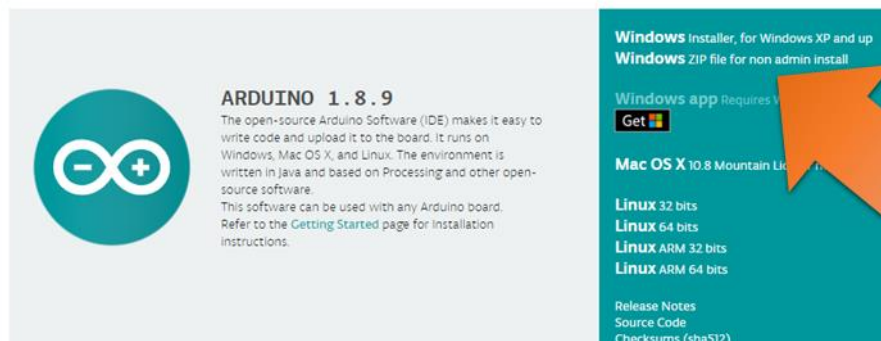 ARDUINO 1.8.9
The open-source Arduino Software (IDE) makes it easy to
write code and upload it to the board. It runs on
Windows, Mac OS X, and Linux. The environment is
written in Java and based on Processing and other open-
source software.
This software can be used with any Arduino board.
Refer to the Getting Started page for Installation
instructions.
Windows Installer, for Windows XP and up
Windows ZIP file for non admin install
Windows app Requires
Get
Mac OS X 10.8 Mountain
Linux 32 bits
Linux 64 bits
Linux ARM 32 bits
Linux ARM 64 bits
Release Notes
Source Code
Checksums (sha512)